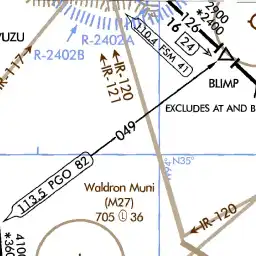 2900
*2400
126
16
24
110.4 FSM 41
YUZU
R-2402A
R-2402B
IR-117
IR-120
IR-121
BLIMP
EXCLUDES AT AND B
049
N35°
113.5 PGO 82
Waldron Muni
(M27)
705 Ⓛ 36
IR-120
4100
*360